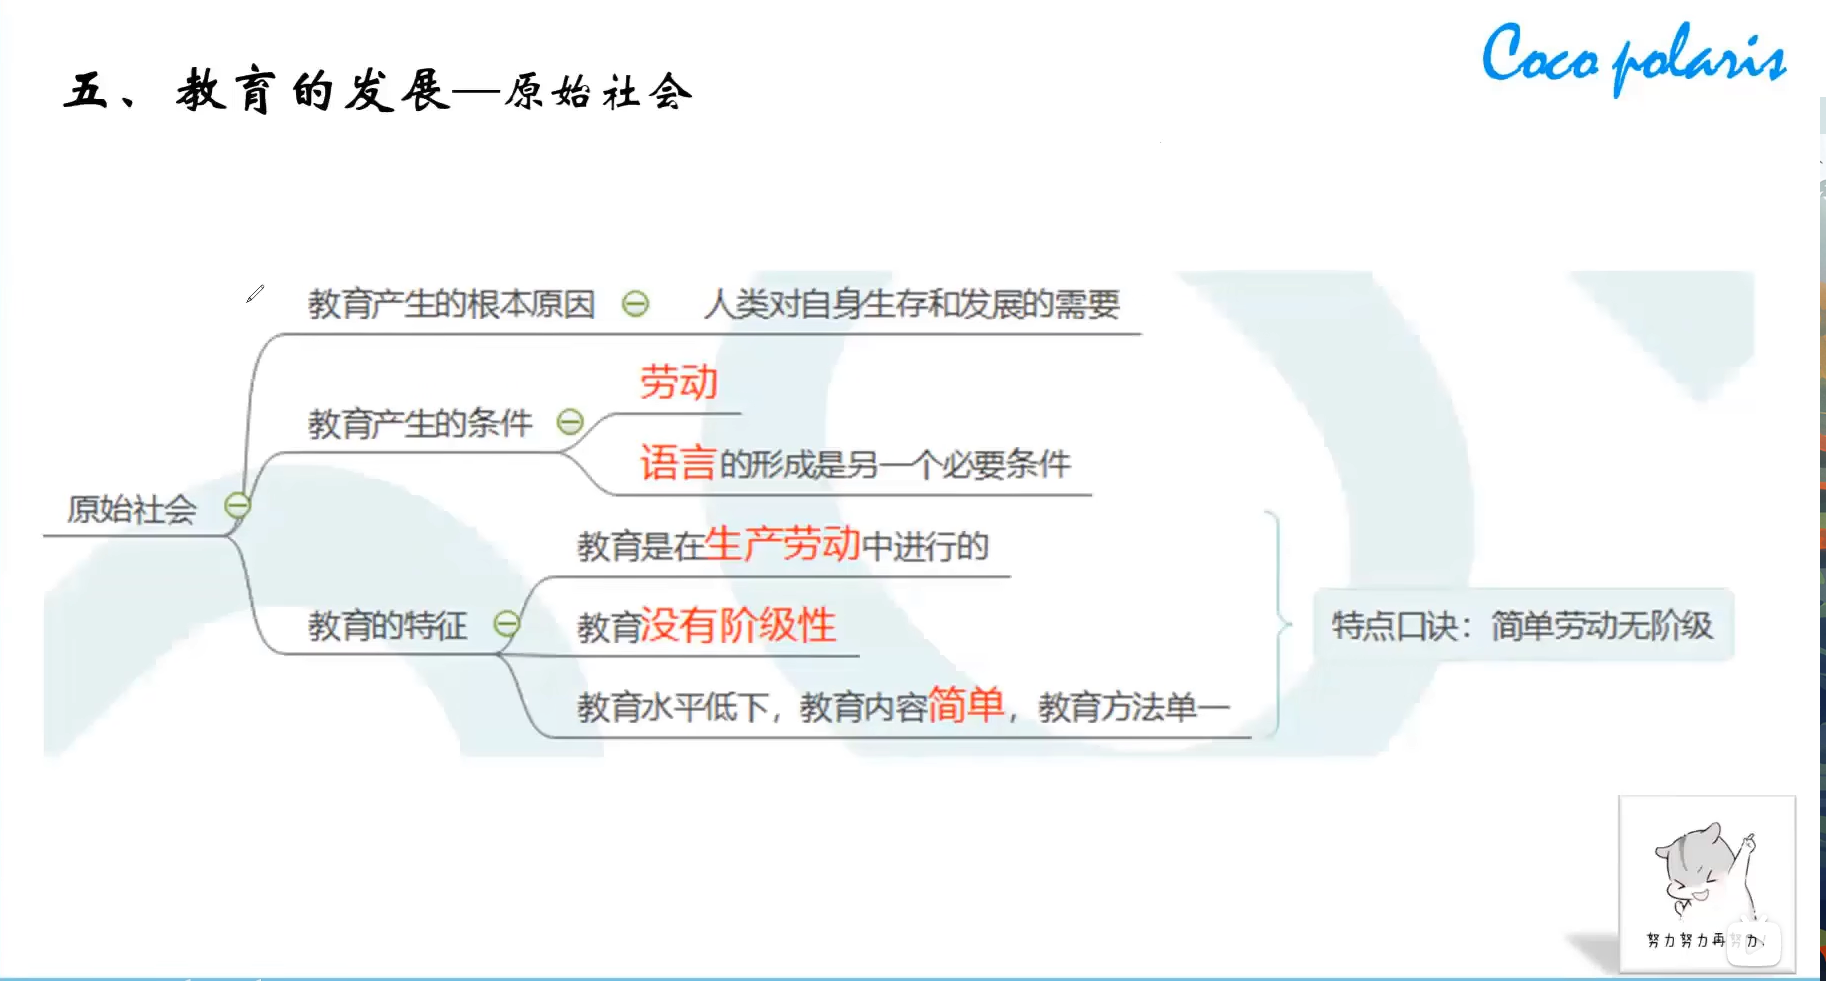 五、教育的发展—原始社会
Coco polaris
教育产生的根本原因 人类对自身生存和发展的需要
劳动
教育产生的条件
语言的形成是另一个必要条件
原始社会
教育是在生产劳动中进行的
教育的特征
教育没有阶级性
特点口诀：简单劳动无阶级
教育水平低下，教育内容简单，教育方法单一
努力努力再努力!